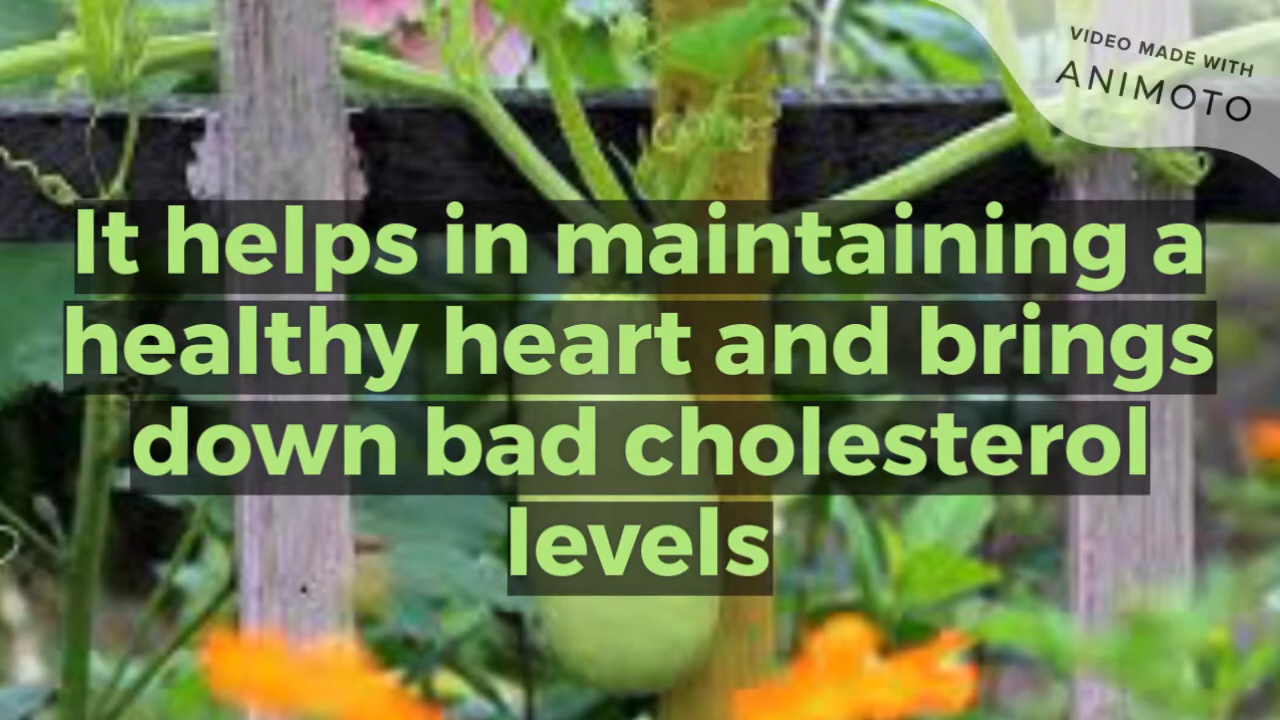 VIDEO MADE WITH
ANIMOTO
It helps in maintaining a
healthy heart and brings
down bad cholesterol
levels